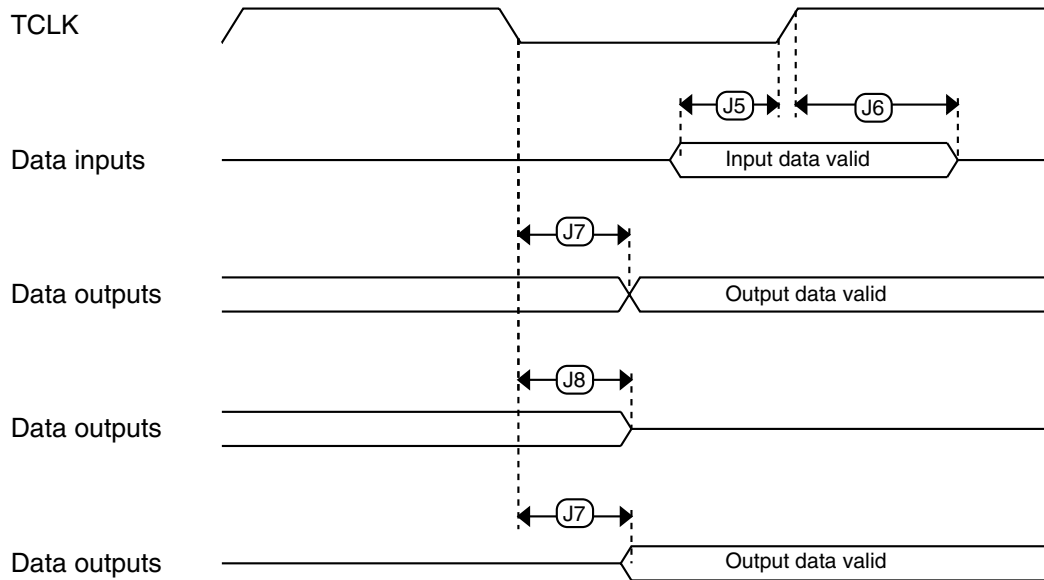 TCLK
J5
J6
Data inputs
Input data valid
J7
Data outputs
Output data valid
J8
Data outputs
J7
Data outputs
Output data valid